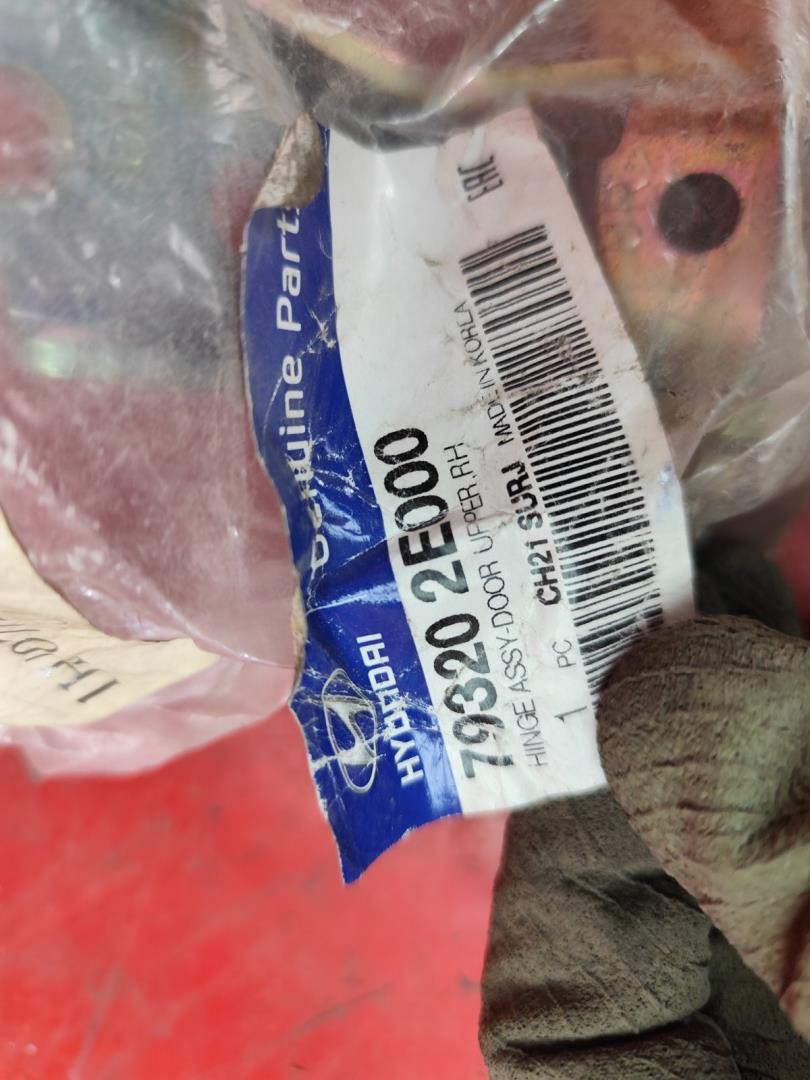 HYUNDAI Genuine Parts
79320 2E000
HINGE ASSY-DOOR UPPER,RH
1 PC CH21 SURJ MADE IN KOREA
EAC